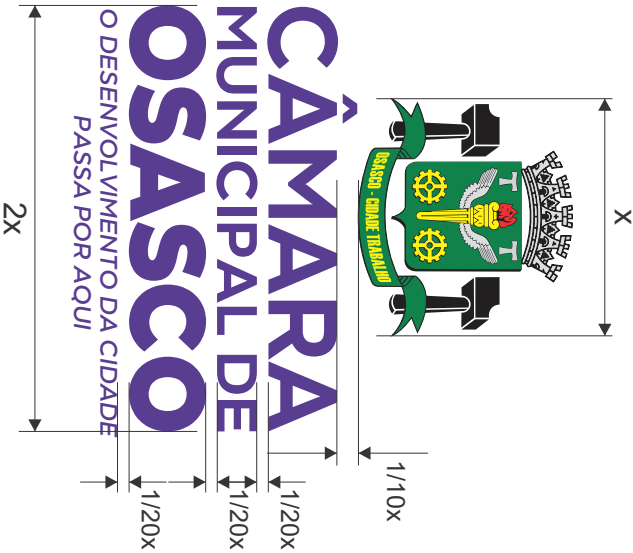 x
OSASCO - CIDADE TRABALHO
1/10x
CÂMARA
1/20x
MUNICIPAL DE
1/20x
OSASCO
1/20x
O DESENVOLVIMENTO DA CIDADE
PASSA POR AQUI
2x